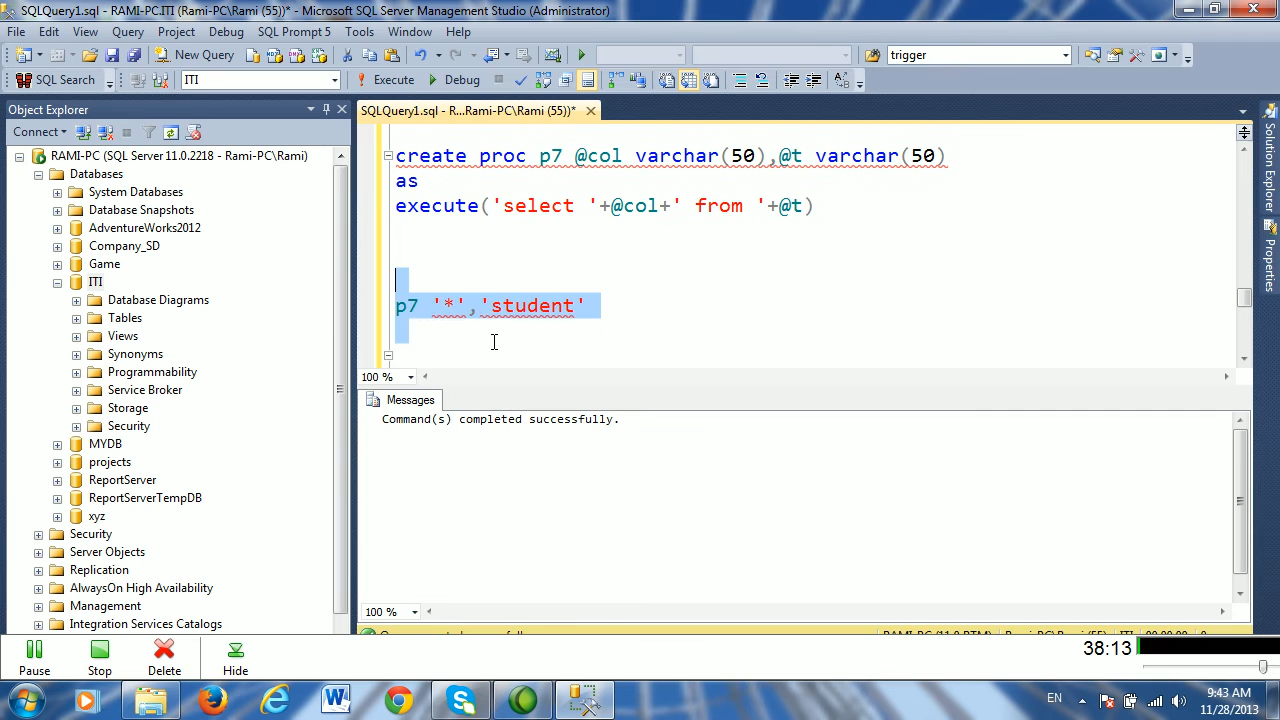 SQLQuery1.sql - RAMI-PC.ITI (Rami-PC\Rami (55))* - Microsoft SQL Server Management Studio (Administrator)
File Edit View Query Project Debug SQL Prompt 5 Tools Window Help
New Query trigger
SQL Search ITI Execute Debug
Object Explorer
SQLQuery1.sql - R...Rami-PC\Rami (55))*
Connect
RAMI-PC (SQL Server 11.0.2218 - Rami-PC\Rami)
Databases
System Databases
Database Snapshots
AdventureWorks2012
Company_SD
Game
ITI
Database Diagrams
Tables
Views
Synonyms
Programmability
Service Broker
Storage
Security
MYDB
projects
ReportServer
ReportServerTempDB
xyz
Security
Server Objects
Replication
AlwaysOn High Availability
Management
Integration Services Catalogs
create proc p7 @col varchar(50),@t varchar(50)
as
execute('select '+@col+' from '+@t)
p7 '*','student'
100 %
Messages
Command(s) completed successfully.
100 %
Solution Explorer
Properties
Pause Stop Delete Hide
38:13
EN
9:43 AM
11/28/2013